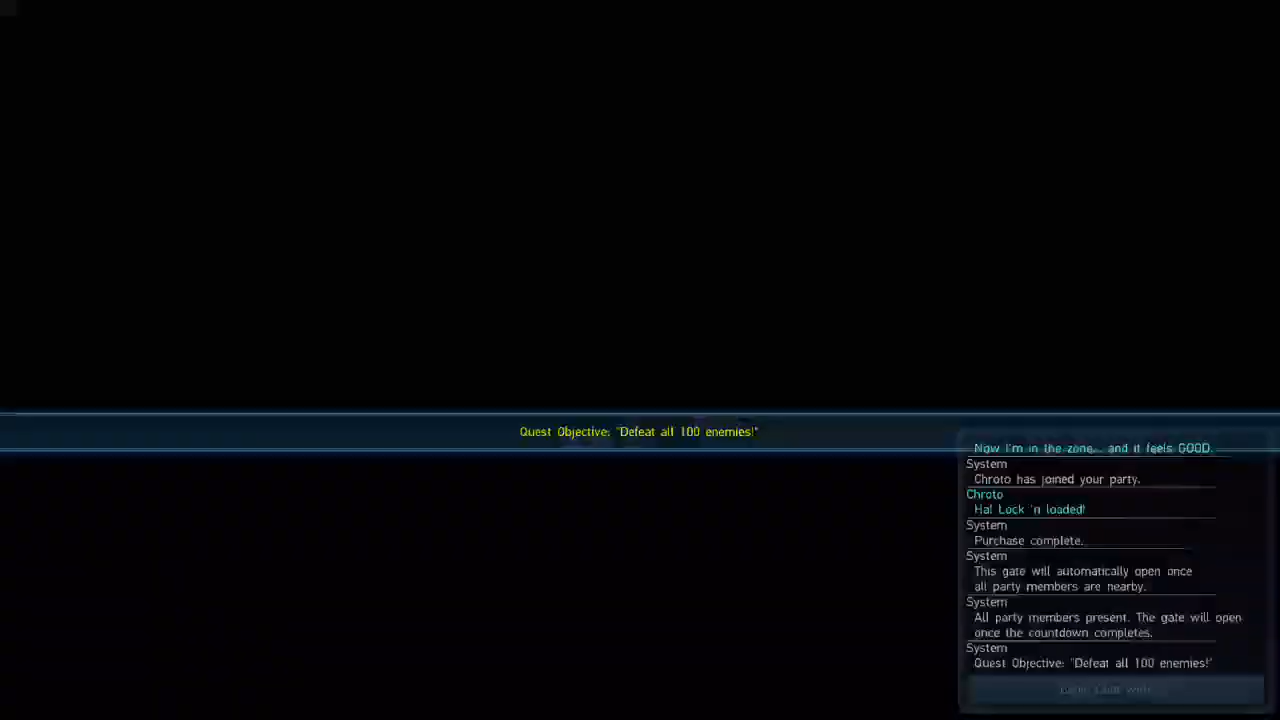 Quest Objective: "Defeat all 100 enemies!"
Now I'm in the zone... and it feels GOOD.
System
Chroto has joined your party.
Chroto
Ha! Lock 'n loaded!
System
Purchase complete.
System
This gate will automatically open once
all party members are nearby.
System
All party members present. The gate will open
once the countdown completes.
System
Quest Objective: "Defeat all 100 enemies!"